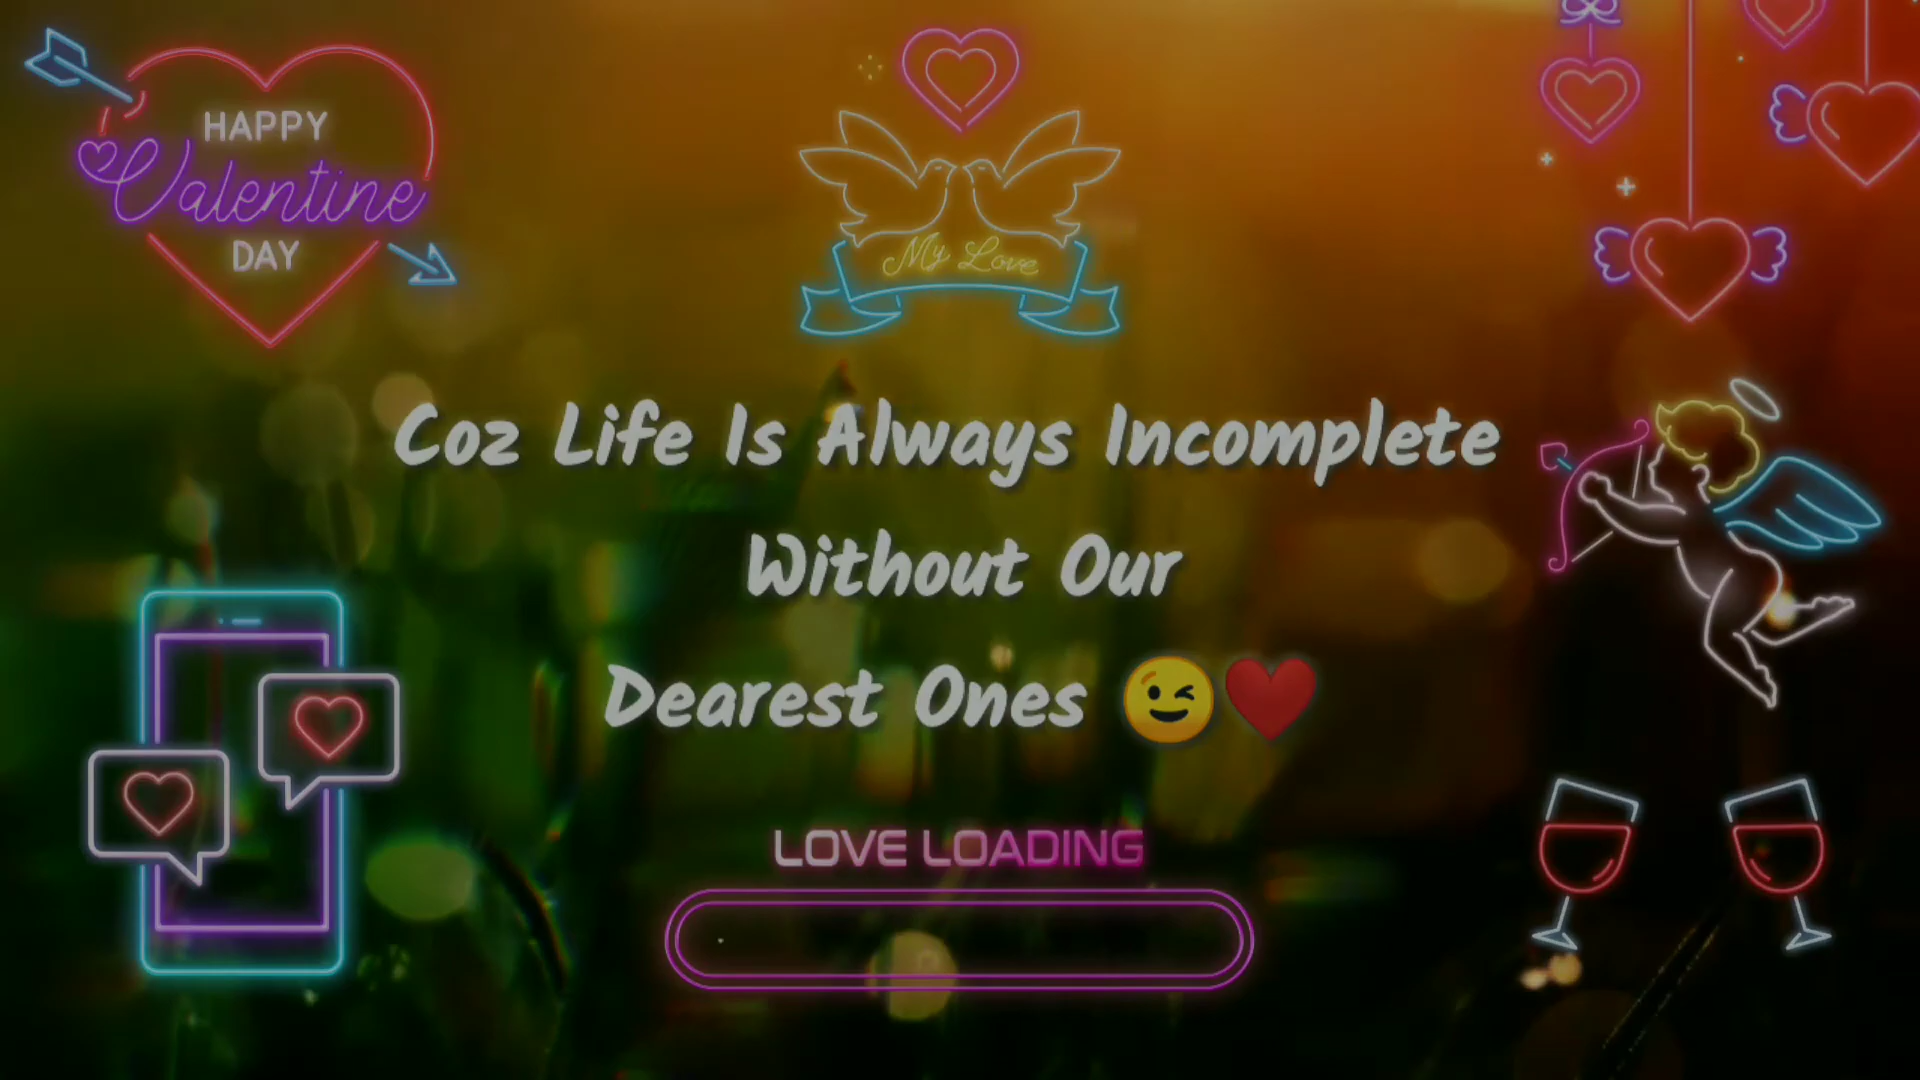 HAPPY
Valentine
DAY
My Love
Coz Life Is Always Incomplete
Without Our
Dearest Ones 😉❤️
LOVE LOADING